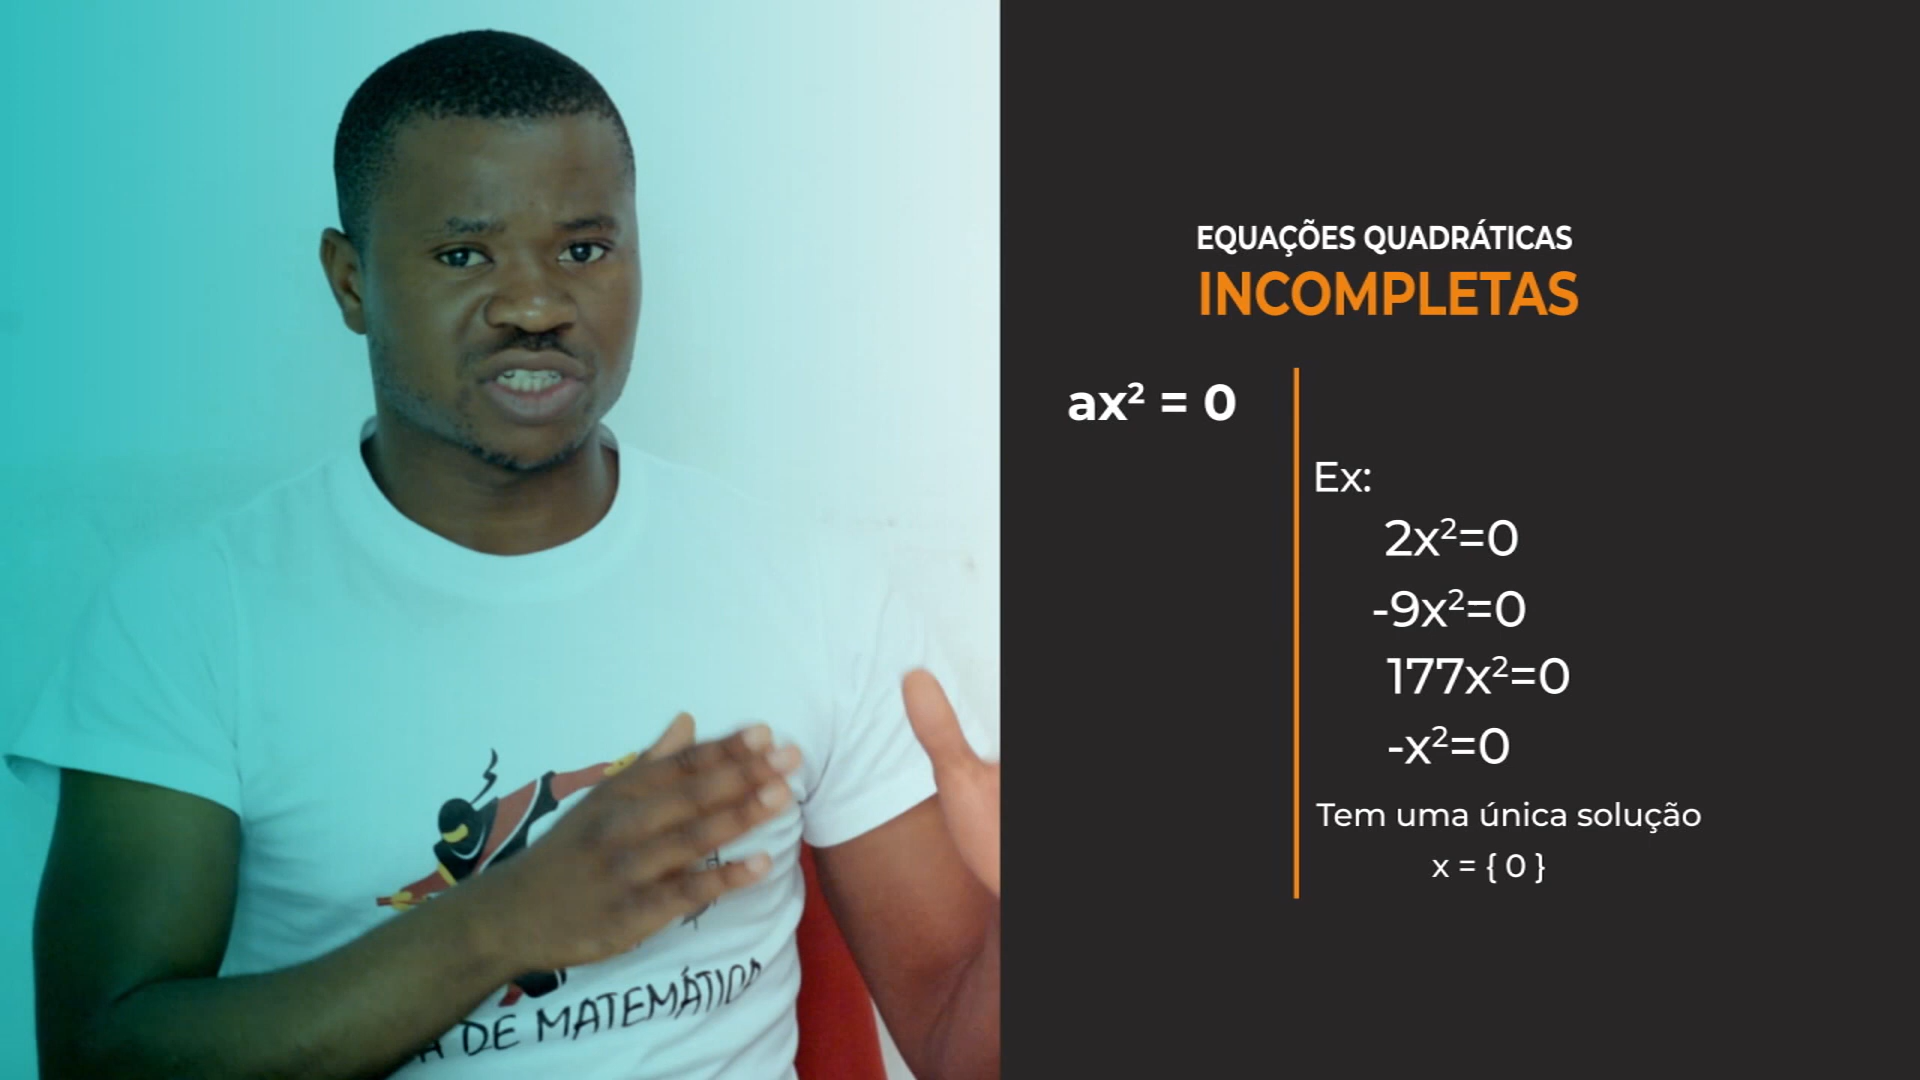 EQUAÇÕES QUADRÁTICAS
INCOMPLETAS
ax² = 0
Ex:
2x²=0
-9x²=0
177x²=0
-x²=0
Tem uma única solução
x = { 0 }
DE MATEMÁTICA